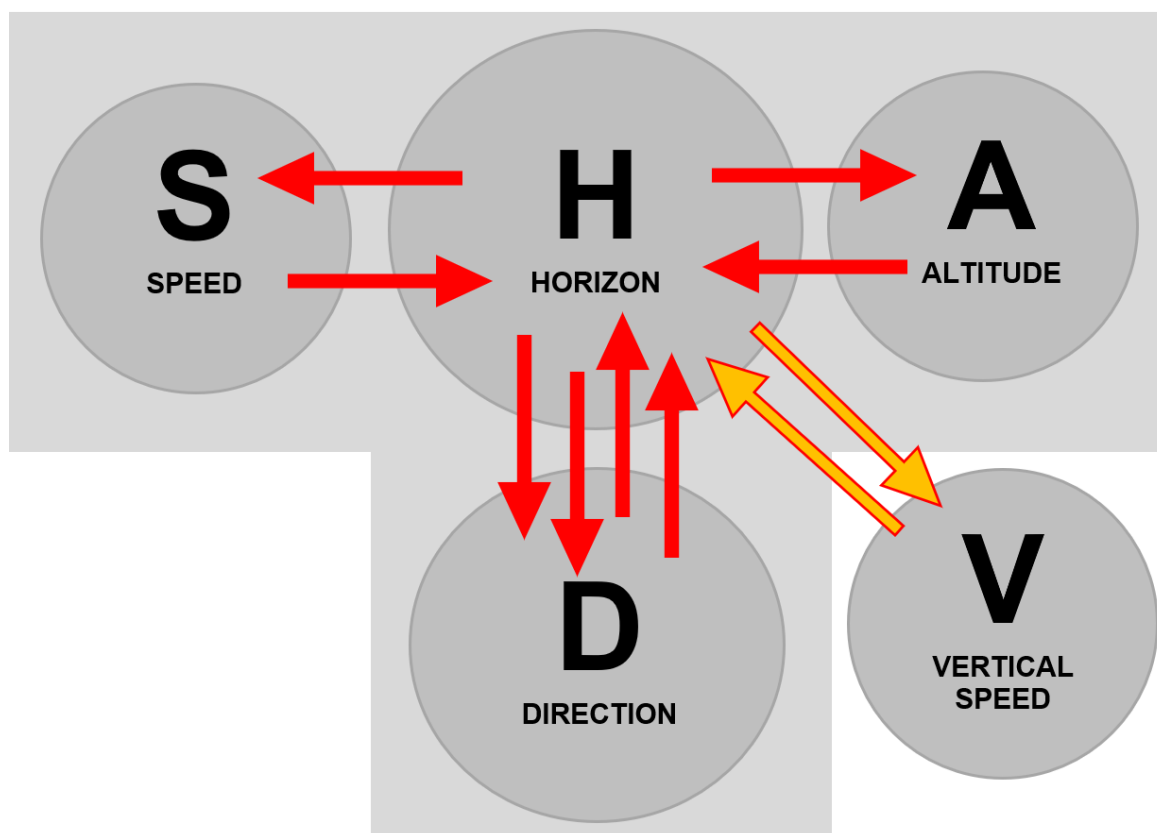 S
SPEED
H
HORIZON
A
ALTITUDE
D
DIRECTION
V
VERTICAL
SPEED